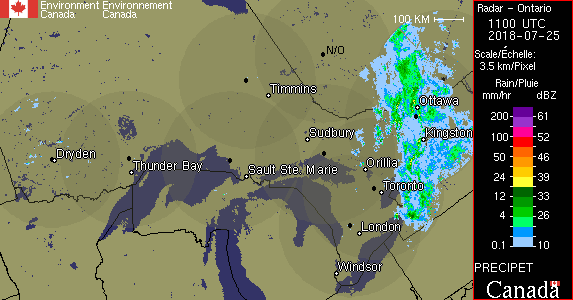 Environment Environnement
Canada Canada
100 KM
N/O
Timmins
Ottawa
Sudbury
Kingston
Dryden
Thunder Bay
Sault Ste. Marie
Orillia
Toronto
London
Windsor
Radar - Ontario
1100 UTC
2018-07-25
Scale/Échelle:
3.5 km/Pixel
Rain/Pluie
mm/hr dBZ
200 61
100 52
50 46
24 39
12 33
4 26
0.1 10
PRECIPET
Canada